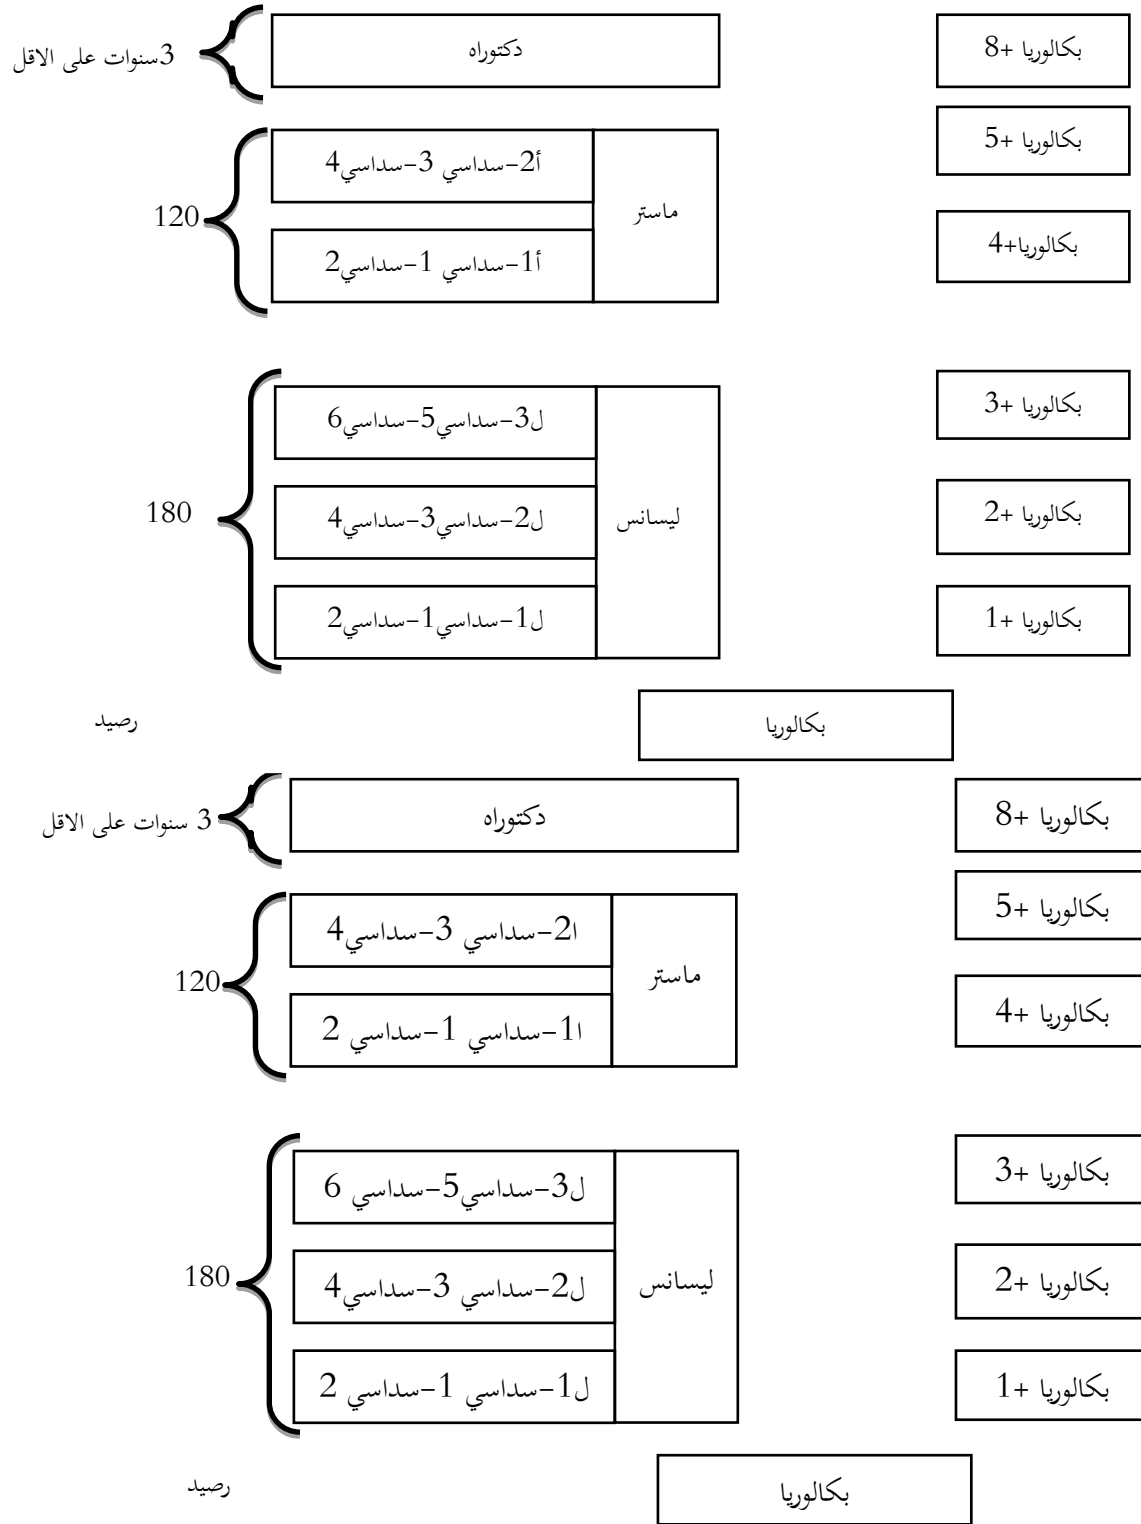 بكالوريا +8
دكتوراه
3سنوات على الاقل
بكالوريا +5
أ2-سداسي 3-سداسي4
ماستر
120
بكالوريا+4
أ1-سداسي 1-سداسي2
بكالوريا +3
ل3-سداسي5-سداسي6
بكالوريا +2
ليسانس
ل2-سداسي3-سداسي4
180
بكالوريا +1
ل1-سداسي1-سداسي2
بكالوريا
رصيد
بكالوريا +8
دكتوراه
3 سنوات على الاقل
بكالوريا +5
ا2-سداسي 3-سداسي4
ماستر
120
بكالوريا +4
ا1-سداسي 1-سداسي 2
بكالوريا +3
ل3-سداسي5-سداسي 6
بكالوريا +2
ليسانس
ل2-سداسي 3-سداسي4
180
بكالوريا +1
ل1-سداسي 1-سداسي 2
بكالوريا
رصيد